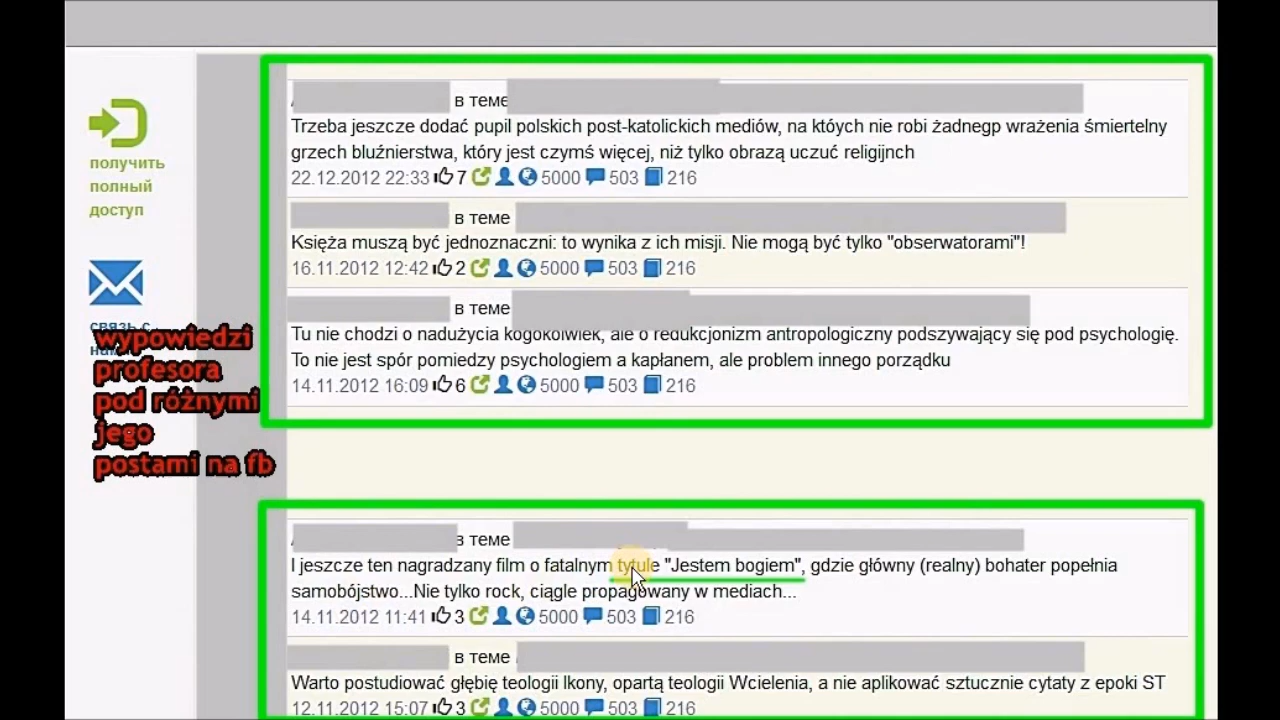 получить
полный
доступ
связь с
wypowiedzi
profesora
pod różnymi
jego
postami na fb
в теме
Trzeba jeszcze dodać pupil polskich post-katolickich mediów, na któych nie robi żadnegp wrażenia śmiertelny
grzech bluźnierstwa, który jest czymś więcej, niż tylko obrazą uczuć religijnch
22.12.2012 22:33 7 5000 503 216
в теме
Księża muszą być jednoznaczni: to wynika z ich misji. Nie mogą być tylko "obserwatorami"!
16.11.2012 12:42 2 5000 503 216
в теме
Tu nie chodzi o nadużycia kogokolwiek, ale o redukcjonizm antropologiczny podszywający się pod psychologię.
To nie jest spór pomiedzy psychologiem a kapłanem, ale problem innego porządku
14.11.2012 16:09 6 5000 503 216
в теме
I jeszcze ten nagradzany film o fatalnym tytule "Jestem bogiem", gdzie główny (realny) bohater popełnia
samobójstwo...Nie tylko rock, ciągle propagowany w mediach...
14.11.2012 11:41 3 5000 503 216
в теме
Warto postudiować głębię teologii Ikony, opartą teologii Wcielenia, a nie aplikować sztucznie cytaty z epoki ST
12.11.2012 15:07 3 5000 503 216